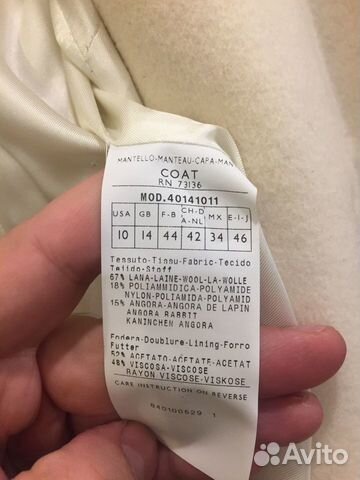 MANTELLO-MANTEAU-CAPA-MAN
COAT
RN 73136
MOD.40141011
USA GB F-B CH-D A-NL MX E-I-J
10 14 44 42 34 46
Tessuto-Tissu-Fabric-Tecido
Tejido-Stoff
67% LANA-LAINE-WOOL-LA-WOLLE
18% POLIAMMIDICA-POLYAMIDE
NYLON-POLIAMIDA-POLYAMID
15% ANGORA-ANGORA DE LAPIN
ANGORA RABBIT
KANINCHEN ANGORA
Fodera-Doublure-Lining-Forro
Futter
52% ACETATO-ACETATE-ACETAT
48% VISCOSA-VISCOSE
RAYON VISCOSE-VISKOSE
CARE INSTRUCTION ON REVERSE
840100629 1
Avito